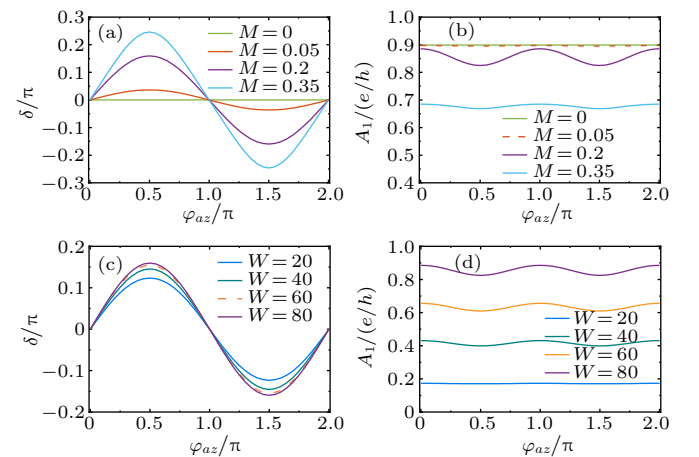 (a)
M = 0
M = 0.05
M = 0.2
M = 0.35
0.3
0.2
0.1
0
−0.1
−0.2
−0.3
δ/π
0
0.5
1.0
1.5
2.0
φaz/π
(b)
M = 0
M = 0.05
M = 0.2
M = 0.35
0.9
1.0
0.8
0.7
0.6
0.5
0.4
A1/(e/h)
0
0.5
1.0
1.5
2.0
φaz/π
(c)
W = 20
W = 40
W = 60
W = 80
0.2
0.1
0
−0.1
−0.2
δ/π
0
0.5
1.0
1.5
2.0
φaz/π
(d)
W = 20
W = 40
W = 60
W = 80
1.0
0.8
0.6
0.4
0.2
0
A1/(e/h)
0
0.5
1.0
1.5
2.0
φaz/π